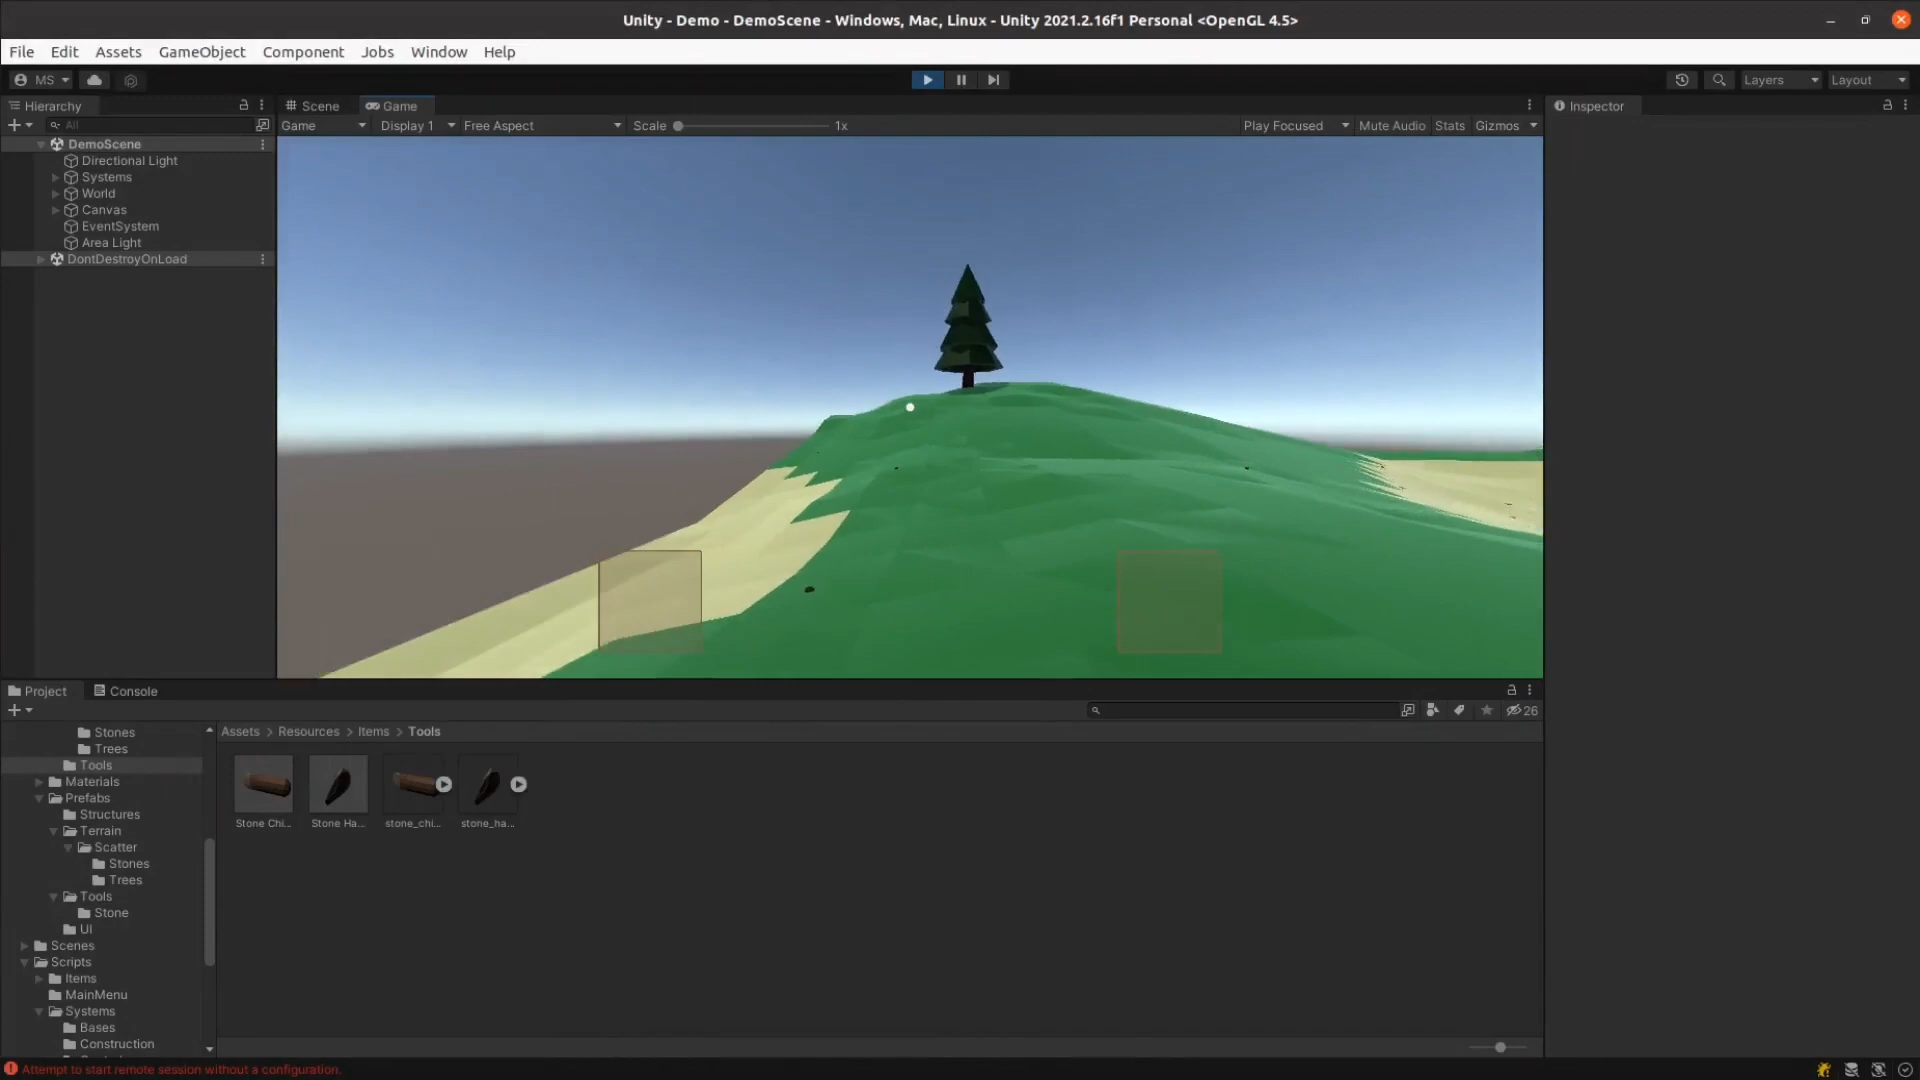 Unity - Demo - DemoScene - Windows, Mac, Linux - Unity 2021.2.16f1 Personal <OpenGL 4.5>
File Edit Assets GameObject Component Jobs Window Help
MS Layers Layout
Hierarchy
All
DemoScene
Directional Light
Systems
World
Canvas
EventSystem
Area Light
DontDestroyOnLoad
Scene Game
Game Display 1 Free Aspect Scale 1x Play Focused Mute Audio Stats Gizmos
Inspector
Project Console
26
Stones
Trees
Tools
Materials
Prefabs
Structures
Terrain
Scatter
Stones
Trees
Tools
Stone
UI
Scenes
Scripts
Items
MainMenu
Systems
Bases
Construction
Assets > Resources > Items > Tools
Stone Chi... Stone Ha... stone_chi... stone_ha...
Attempt to start remote session without a configuration.